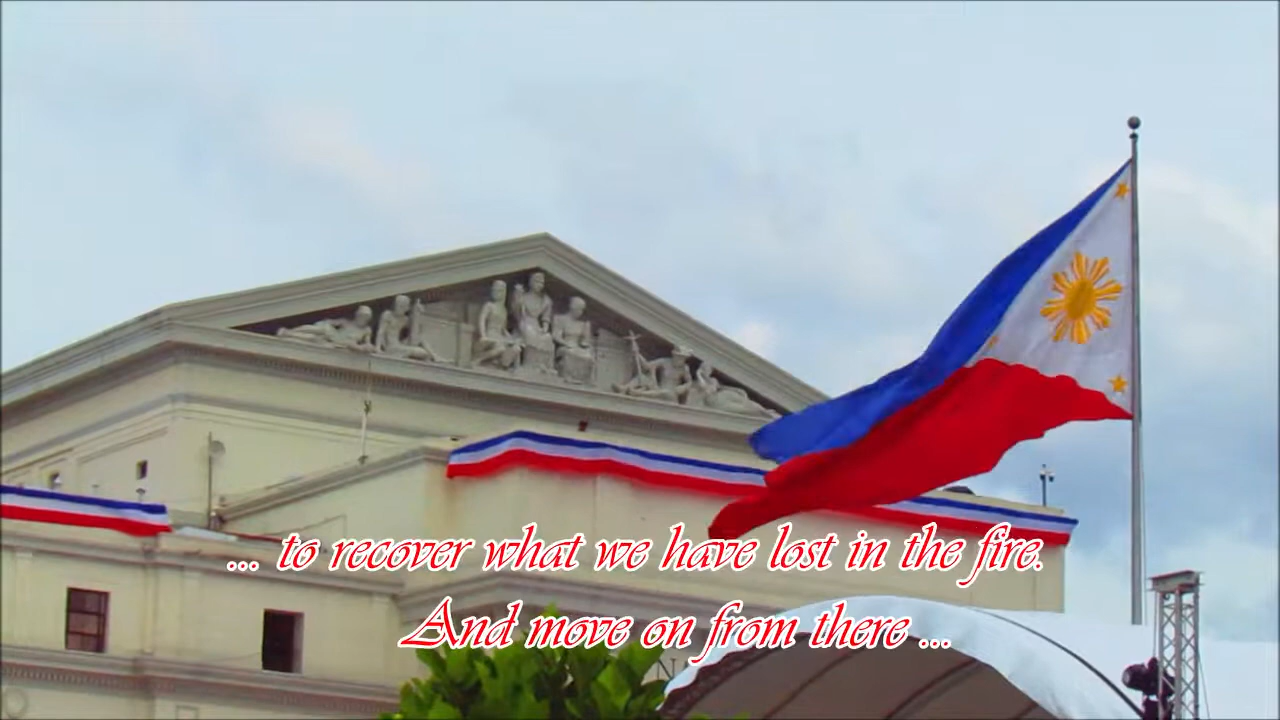 ... to recover what we have lost in the fire.
And move on from there ...